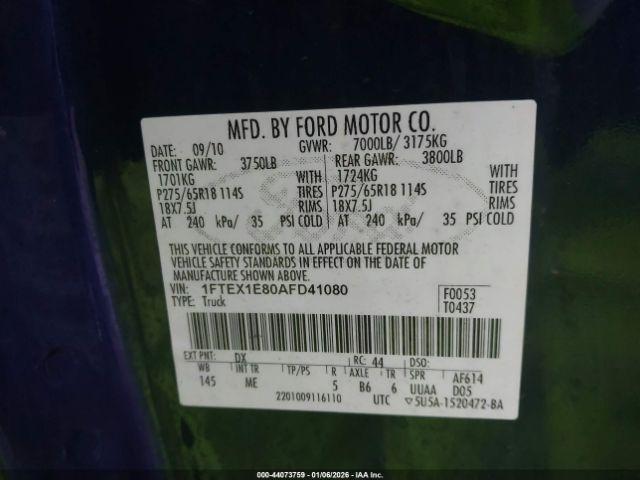 MFD. BY FORD MOTOR CO.
DATE: 09/10 GVWR: 7000LB/ 3175KG
FRONT GAWR: 3750LB REAR GAWR: 3800LB
1701KG WITH 1724KG WITH
P275/65R18 114S TIRES P275/65R18 114S TIRES
18X7.5J RIMS 18X7.5J RIMS
AT 240 kPa/ 35 PSI COLD AT 240 kPa/ 35 PSI COLD
THIS VEHICLE CONFORMS TO ALL APPLICABLE FEDERAL MOTOR
VEHICLE SAFETY STANDARDS IN EFFECT ON THE DATE OF
MANUFACTURE SHOWN ABOVE.
VIN: 1FTEX1E80AFD41080 F0053
TYPE: Truck T0437
EXT PNT: DX RC: 44 DSO:
WB INT TR TP/PS R AXLE TR SPR AF614
145 ME 5 B6 6 UUAA D05
2201009116110 UTC 5U5A-1520472-BA
000-44073759 | 01/06/2026 - IAA Inc.